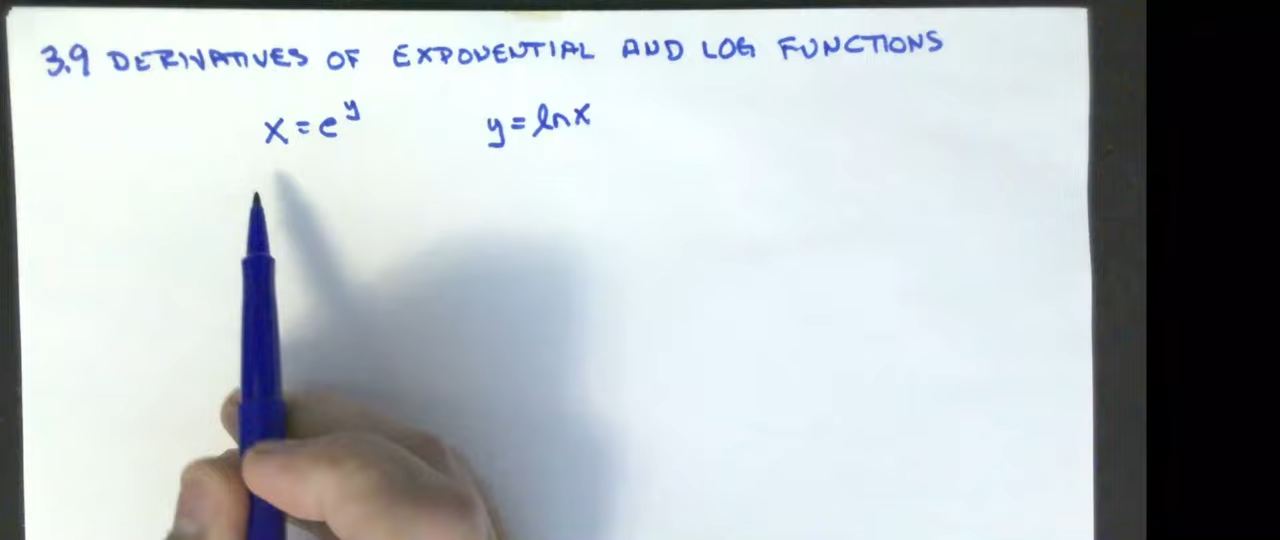 3.9 DERIVATIVES OF EXPONENTIAL AND LOG FUNCTIONS
x = e^y y = ln x